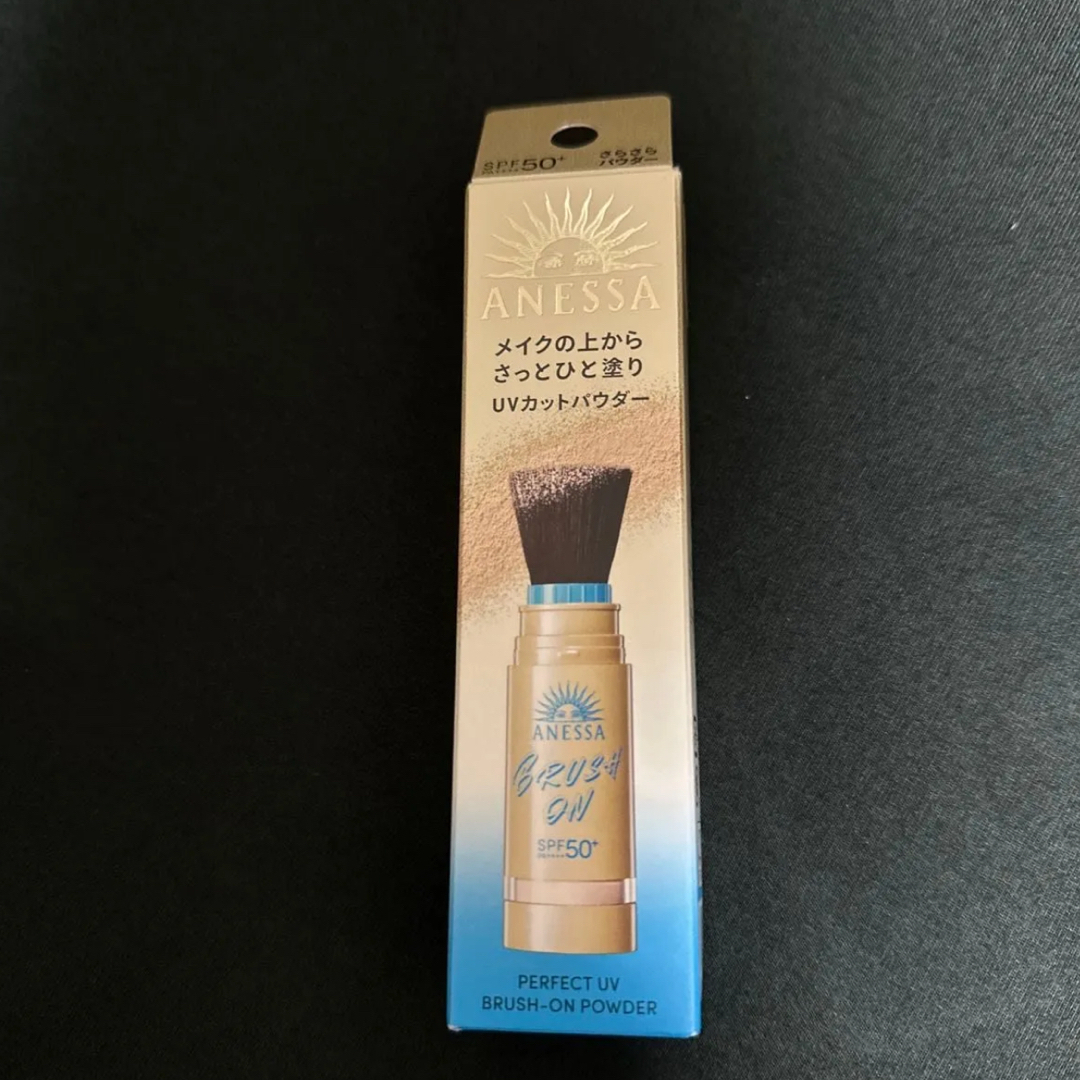 SPF50+
さらさら
パウダー
ANESSA
メイクの上から
さっとひと塗り
UVカットパウダー
ANESSA
BRUSH
ON
SPF50+
PERFECT UV
BRUSH-ON POWDER